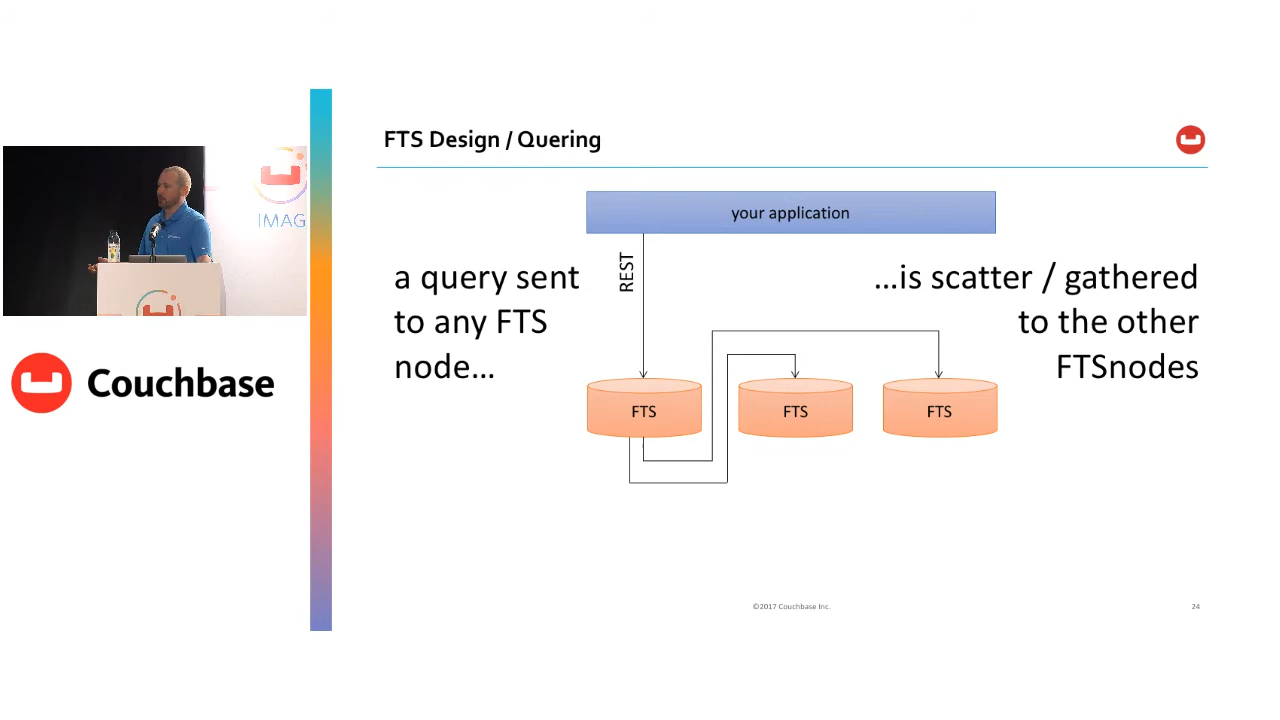 FTS Design / Quering
your application
REST
a query sent
to any FTS
node...
...is scatter / gathered
to the other
FTSnodes
FTS
FTS
FTS
IMAG
Couchbase
©2017 Couchbase Inc.
24